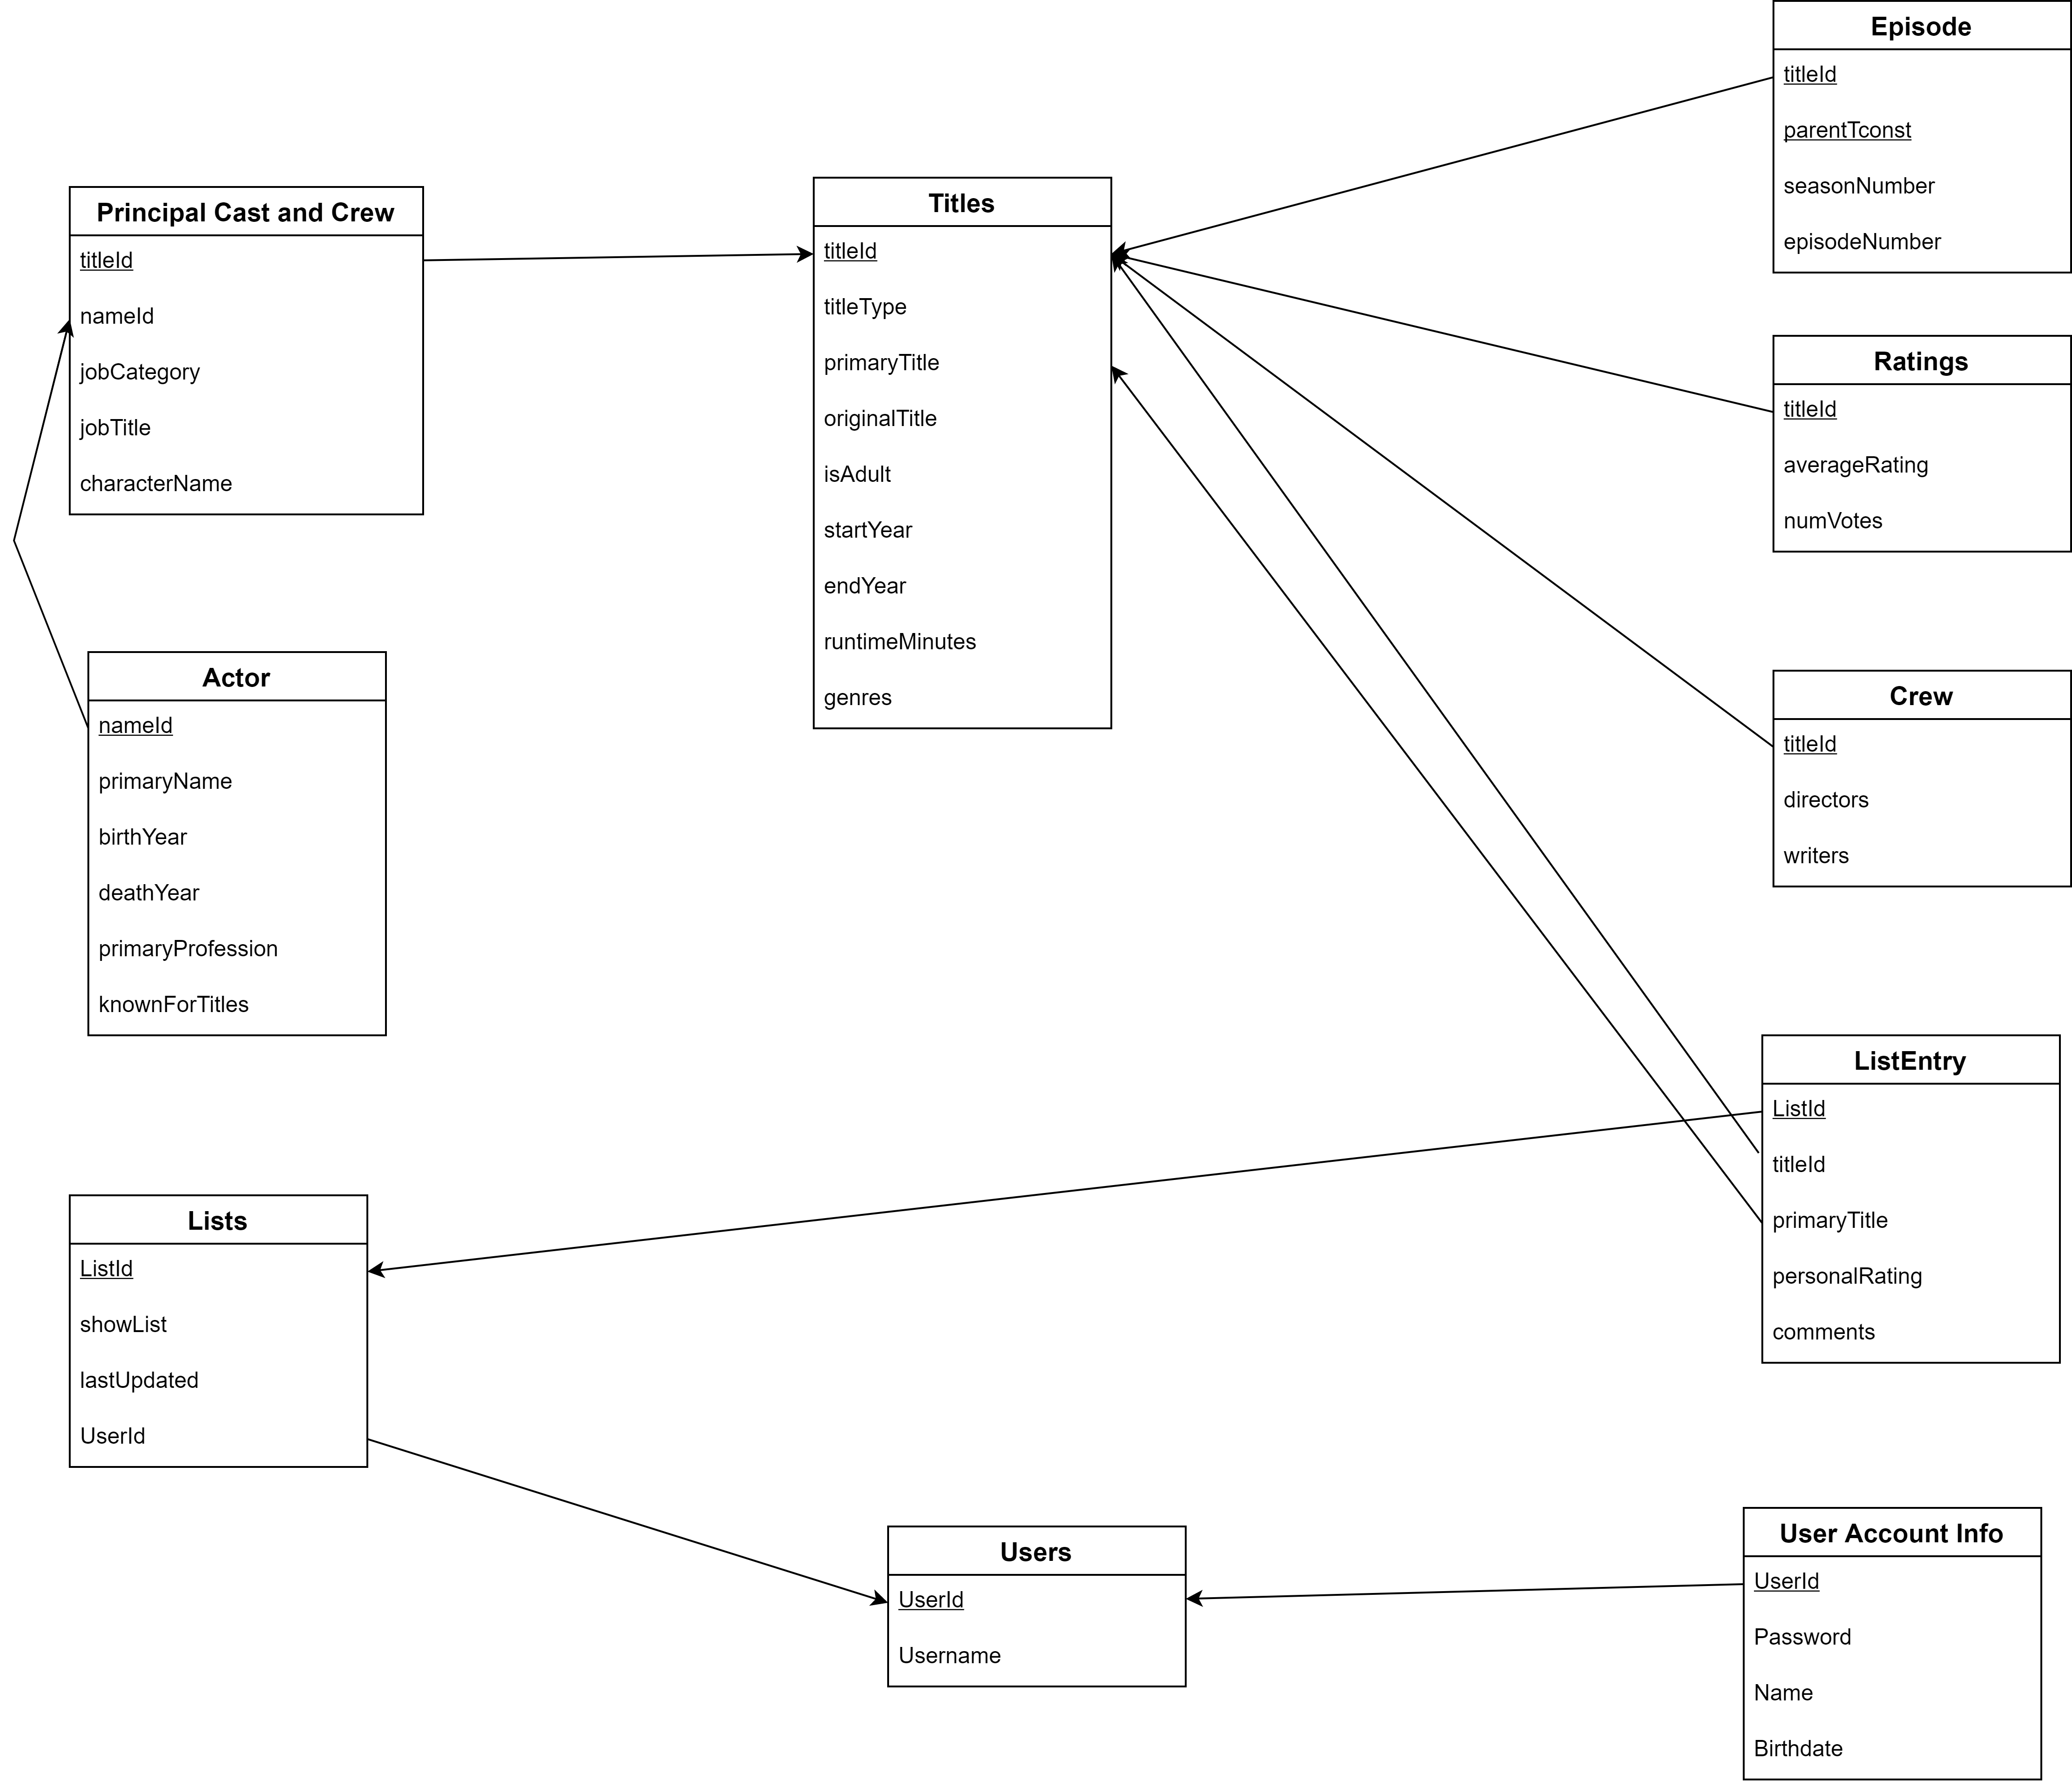 Episode
titleId
parentTconst
seasonNumber
episodeNumber
Principal Cast and Crew
titleId
nameId
jobCategory
jobTitle
characterName
Titles
titleId
titleType
primaryTitle
originalTitle
isAdult
startYear
endYear
runtimeMinutes
genres
Ratings
titleId
averageRating
numVotes
Actor
nameId
primaryName
birthYear
deathYear
primaryProfession
knownForTitles
Crew
titleId
directors
writers
ListEntry
ListId
titleId
primaryTitle
personalRating
comments
Lists
ListId
showList
lastUpdated
UserId
Users
UserId
Username
User Account Info
UserId
Password
Name
Birthdate